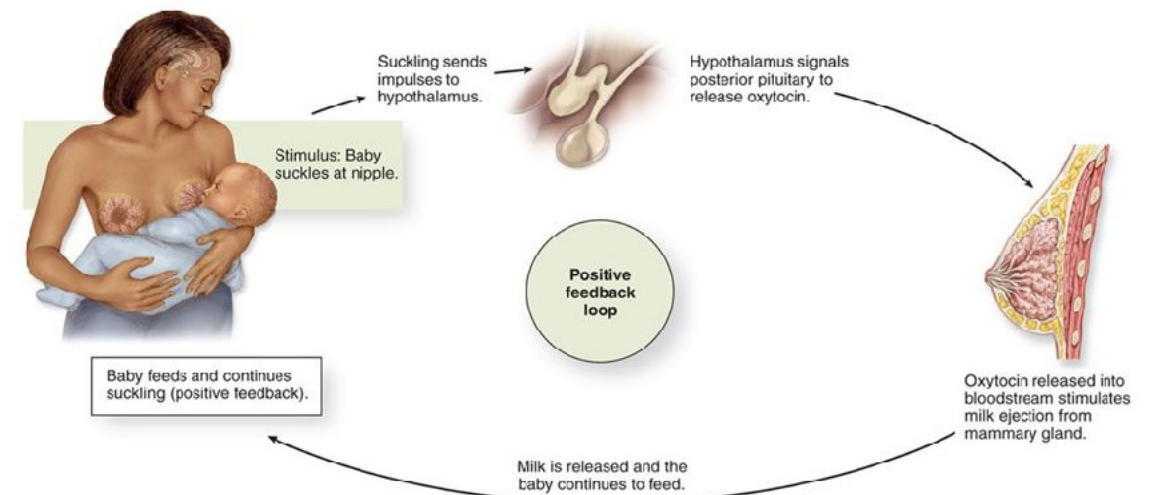 Suckling sends
impulses to
hypothalamus.
Hypothalamus signals
posterior pituitary to
release oxytocin.
Stimulus: Baby
suckles at nipple.
Positive
feedback
loop
Baby feeds and continues
suckling (positive feedback).
Oxytocin released into
bloodstream stimulates
milk ejection from
mammary gland.
Milk is released and the
baby continues to feed.